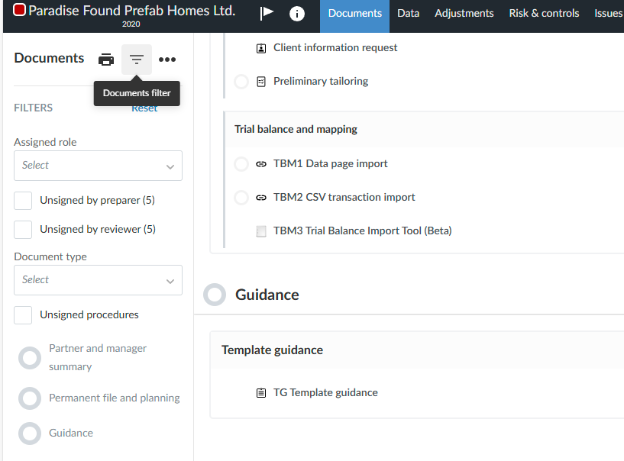 Paradise Found Prefab Homes Ltd.
2020
Documents
Data
Adjustments
Risk & controls
Issues
Documents
Documents filter
FILTERS
Reset
Assigned role
Select
Unsigned by preparer (5)
Unsigned by reviewer (5)
Document type
Select
Unsigned procedures
Partner and manager
summary
Permanent file and planning
Guidance
Client information request
Preliminary tailoring
Trial balance and mapping
TBM1 Data page import
TBM2 CSV transaction import
TBM3 Trial Balance Import Tool (Beta)
Guidance
Template guidance
TG Template guidance